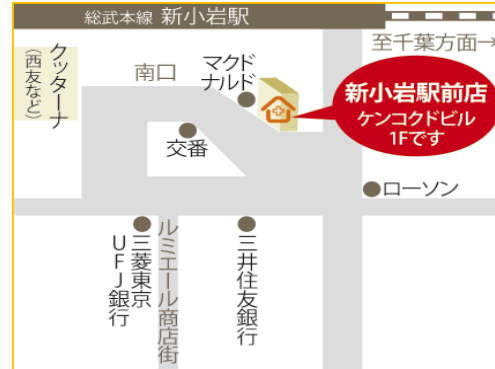 総武本線 新小岩駅
至千葉方面→
クッターナ
（西友など）
南口
マクド
ナルド
新小岩駅前店
ケンコクドビル
1Fです
交番
ローソン
三菱東京
UFJ銀行
ルミエール商店街
三井住友銀行